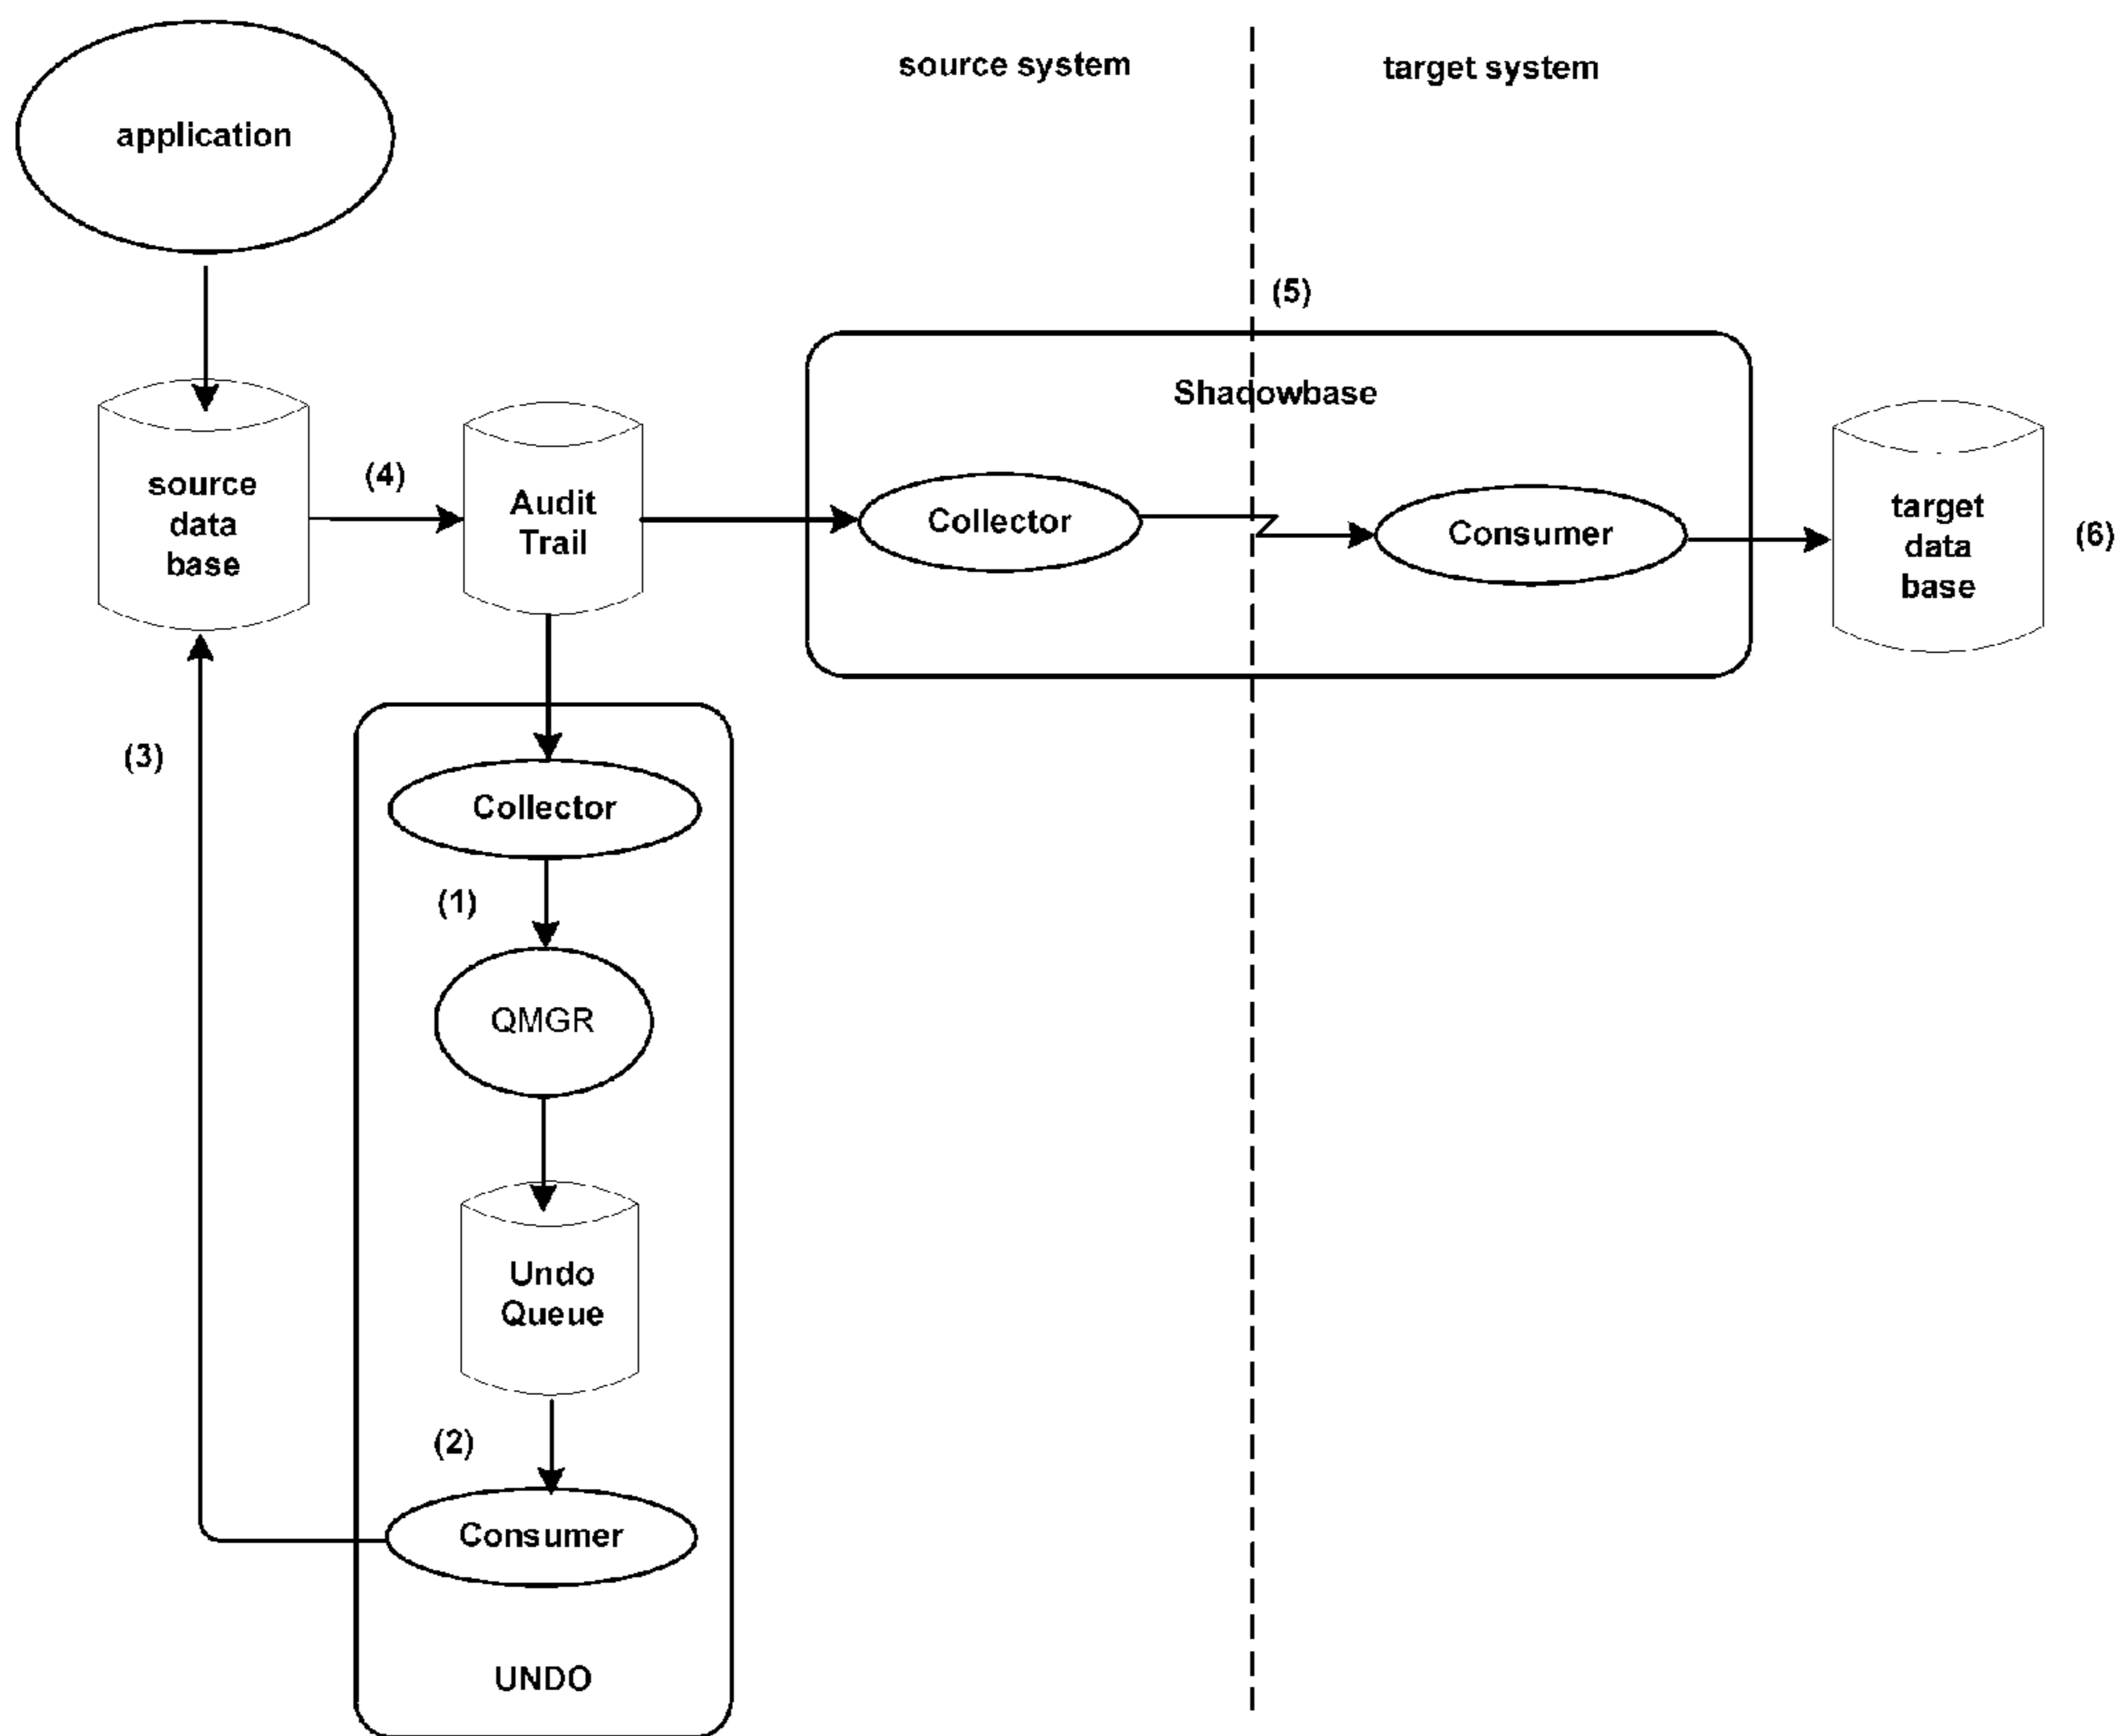 source system
target system
application
(5)
Shadowbase
source
data
base
(4)
Audit
Trail
Collector
Consumer
target
data
base
(6)
(3)
Collector
(1)
QMGR
Undo
Queue
(2)
Consumer
UNDO